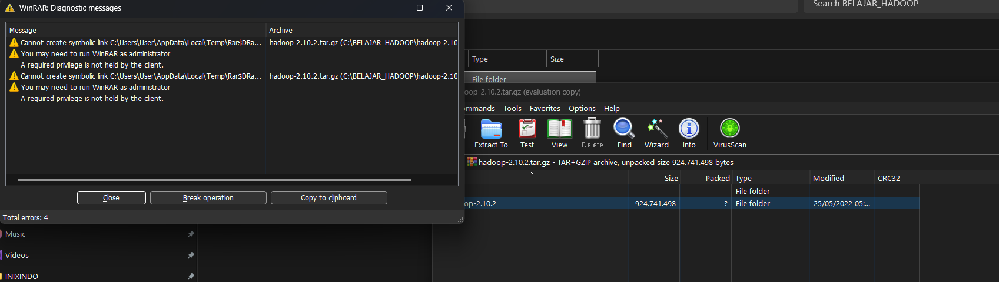 WinRAR: Diagnostic messages
Search BELAJAR_HADOOP
Message Archive
Cannot create symbolic link C:\Users\User\AppData\Local\Temp\Rar$DRa... hadoop-2.10.2.tar.gz (C:\BELAJAR_HADOOP\hadoop-2.10
You may need to run WinRAR as administrator
A required privilege is not held by the client.
Cannot create symbolic link C:\Users\User\AppData\Local\Temp\Rar$DRa... hadoop-2.10.2.tar.gz (C:\BELAJAR_HADOOP\hadoop-2.10
You may need to run WinRAR as administrator
A required privilege is not held by the client.
Close Break operation Copy to clipboard
Total errors: 4
Type Size
File folder
oop-2.10.2.tar.gz (evaluation copy)
ommands Tools Favorites Options Help
Extract To Test View Delete Find Wizard Info VirusScan
hadoop-2.10.2.tar.gz - TAR+GZIP archive, unpacked size 924.741.498 bytes
Size Packed Type Modified CRC32
File folder
op-2.10.2 924.741.498 ? File folder 25/05/2022 05:...
Music
Videos
INIXINDO